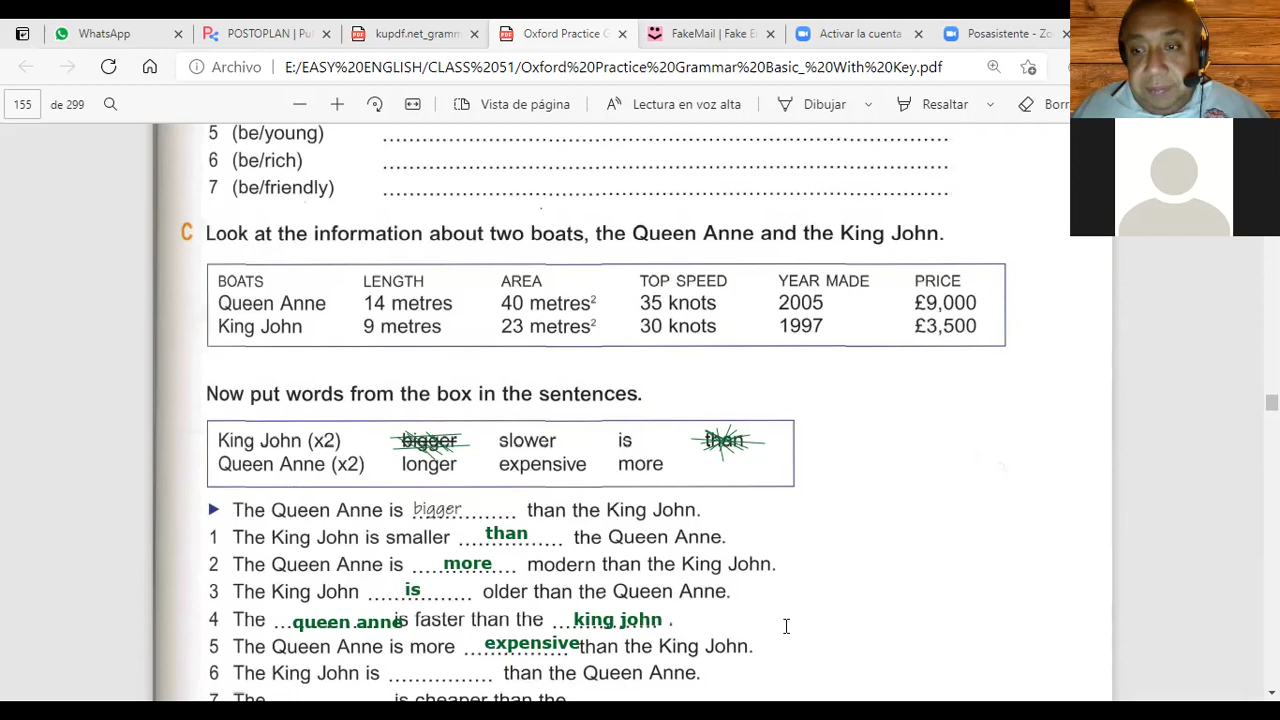 WhatsApp
POSTOPLAN | Pu
kupdf.net_gramm
Oxford Practice G
FakeMail | Fake E
Activar la cuenta
Posasistente - Zo
Archivo E:/EASY%20ENGLISH/CLASS%2051/Oxford%20Practice%20Grammar%20Basic_%20With%20Key.pdf
155 de 299
Vista de página
Lectura en voz alta
Dibujar
Resaltar
Borr
5 (be/young)
6 (be/rich)
7 (be/friendly)
C Look at the information about two boats, the Queen Anne and the King John.
BOATS LENGTH AREA TOP SPEED YEAR MADE PRICE
Queen Anne 14 metres 40 metres² 35 knots 2005 £9,000
King John 9 metres 23 metres² 30 knots 1997 £3,500
Now put words from the box in the sentences.
King John (x2) bigger slower is than
Queen Anne (x2) longer expensive more
The Queen Anne is bigger than the King John.
1 The King John is smaller than the Queen Anne.
2 The Queen Anne is more modern than the King John.
3 The King John is older than the Queen Anne.
4 The queen anne is faster than the king john .
5 The Queen Anne is more expensive than the King John.
6 The King John is ................ than the Queen Anne.
7 The ................ is cheaper than the